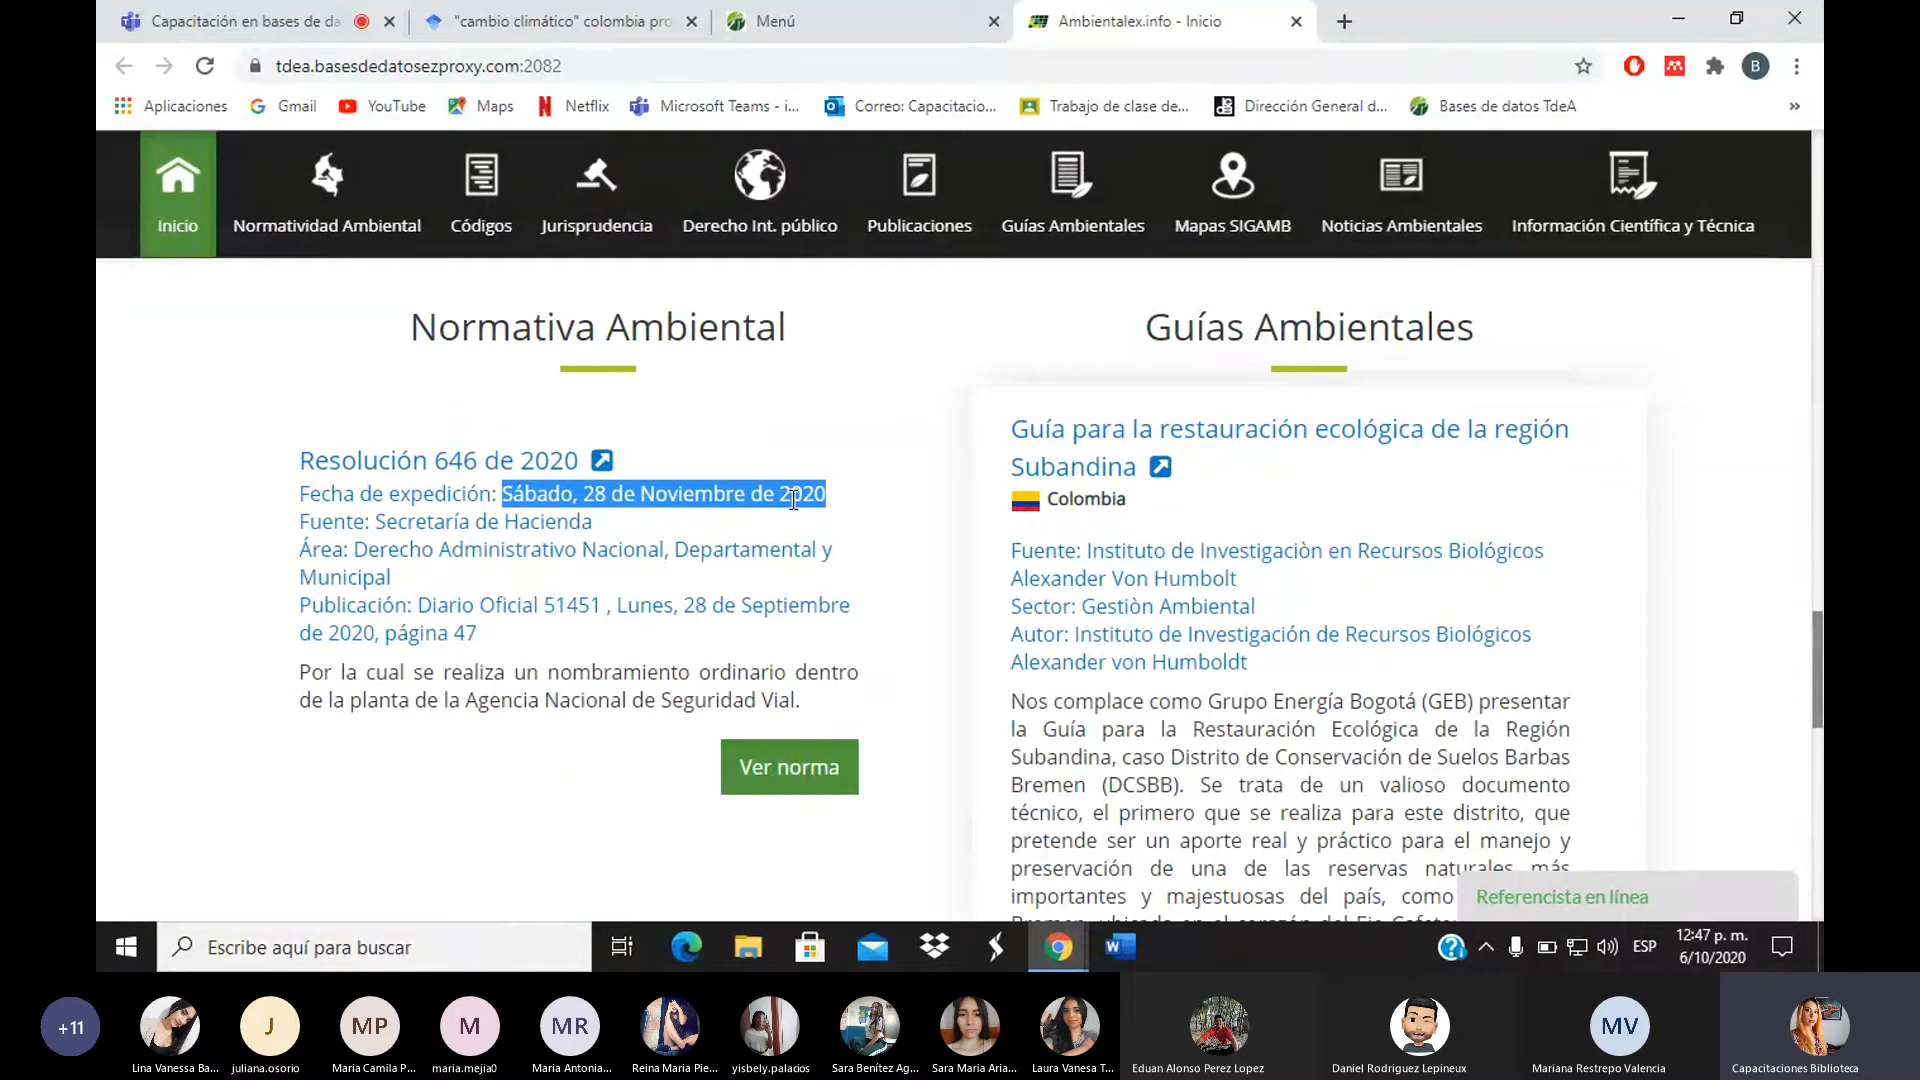 Capacitación en bases de da
"cambio climático" colombia pro
Menú
Ambientalex.info - Inicio
tdea.basesdedatosezproxy.com:2082
B
Aplicaciones
Gmail
YouTube
Maps
Netflix
Microsoft Teams - i...
Correo: Capacitacio...
Trabajo de clase de...
Dirección General d...
Bases de datos TdeA
»
Inicio
Normatividad Ambiental
Códigos
Jurisprudencia
Derecho Int. público
Publicaciones
Guías Ambientales
Mapas SIGAMB
Noticias Ambientales
Información Científica y Técnica
Normativa Ambiental
Resolución 646 de 2020
Fecha de expedición: Sábado, 28 de Noviembre de 2020
Fuente: Secretaría de Hacienda
Área: Derecho Administrativo Nacional, Departamental y
Municipal
Publicación: Diario Oficial 51451 , Lunes, 28 de Septiembre
de 2020, página 47
Por la cual se realiza un nombramiento ordinario dentro
de la planta de la Agencia Nacional de Seguridad Vial.
Ver norma
Guías Ambientales
Guía para la restauración ecológica de la región
Subandina
Colombia
Fuente: Instituto de Investigaciòn en Recursos Biológicos
Alexander Von Humbolt
Sector: Gestiòn Ambiental
Autor: Instituto de Investigación de Recursos Biológicos
Alexander von Humboldt
Nos complace como Grupo Energía Bogotá (GEB) presentar
la Guía para la Restauración Ecológica de la Región
Subandina, caso Distrito de Conservación de Suelos Barbas
Bremen (DCSBB). Se trata de un valioso documento
técnico, el primero que se realiza para este distrito, que
pretende ser un aporte real y práctico para el manejo y
preservación de una de las reservas naturales más
importantes y majestuosas del país, como
Referencista en línea
Escribe aquí para buscar
ESP
12:47 p. m.
6/10/2020
+11
J
MP
M
MR
MV
Lina Vanessa Ba...
juliana.osorio
Maria Camila P...
maria.mejia0
Maria Antonia...
Reina Maria Pie...
yisbely.palacios
Sara Benítez Ag...
Sara Maria Aria...
Laura Vanesa T...
Eduan Alonso Perez Lopez
Daniel Rodriguez Lepineux
Mariana Restrepo Valencia
Capacitaciones Biblioteca